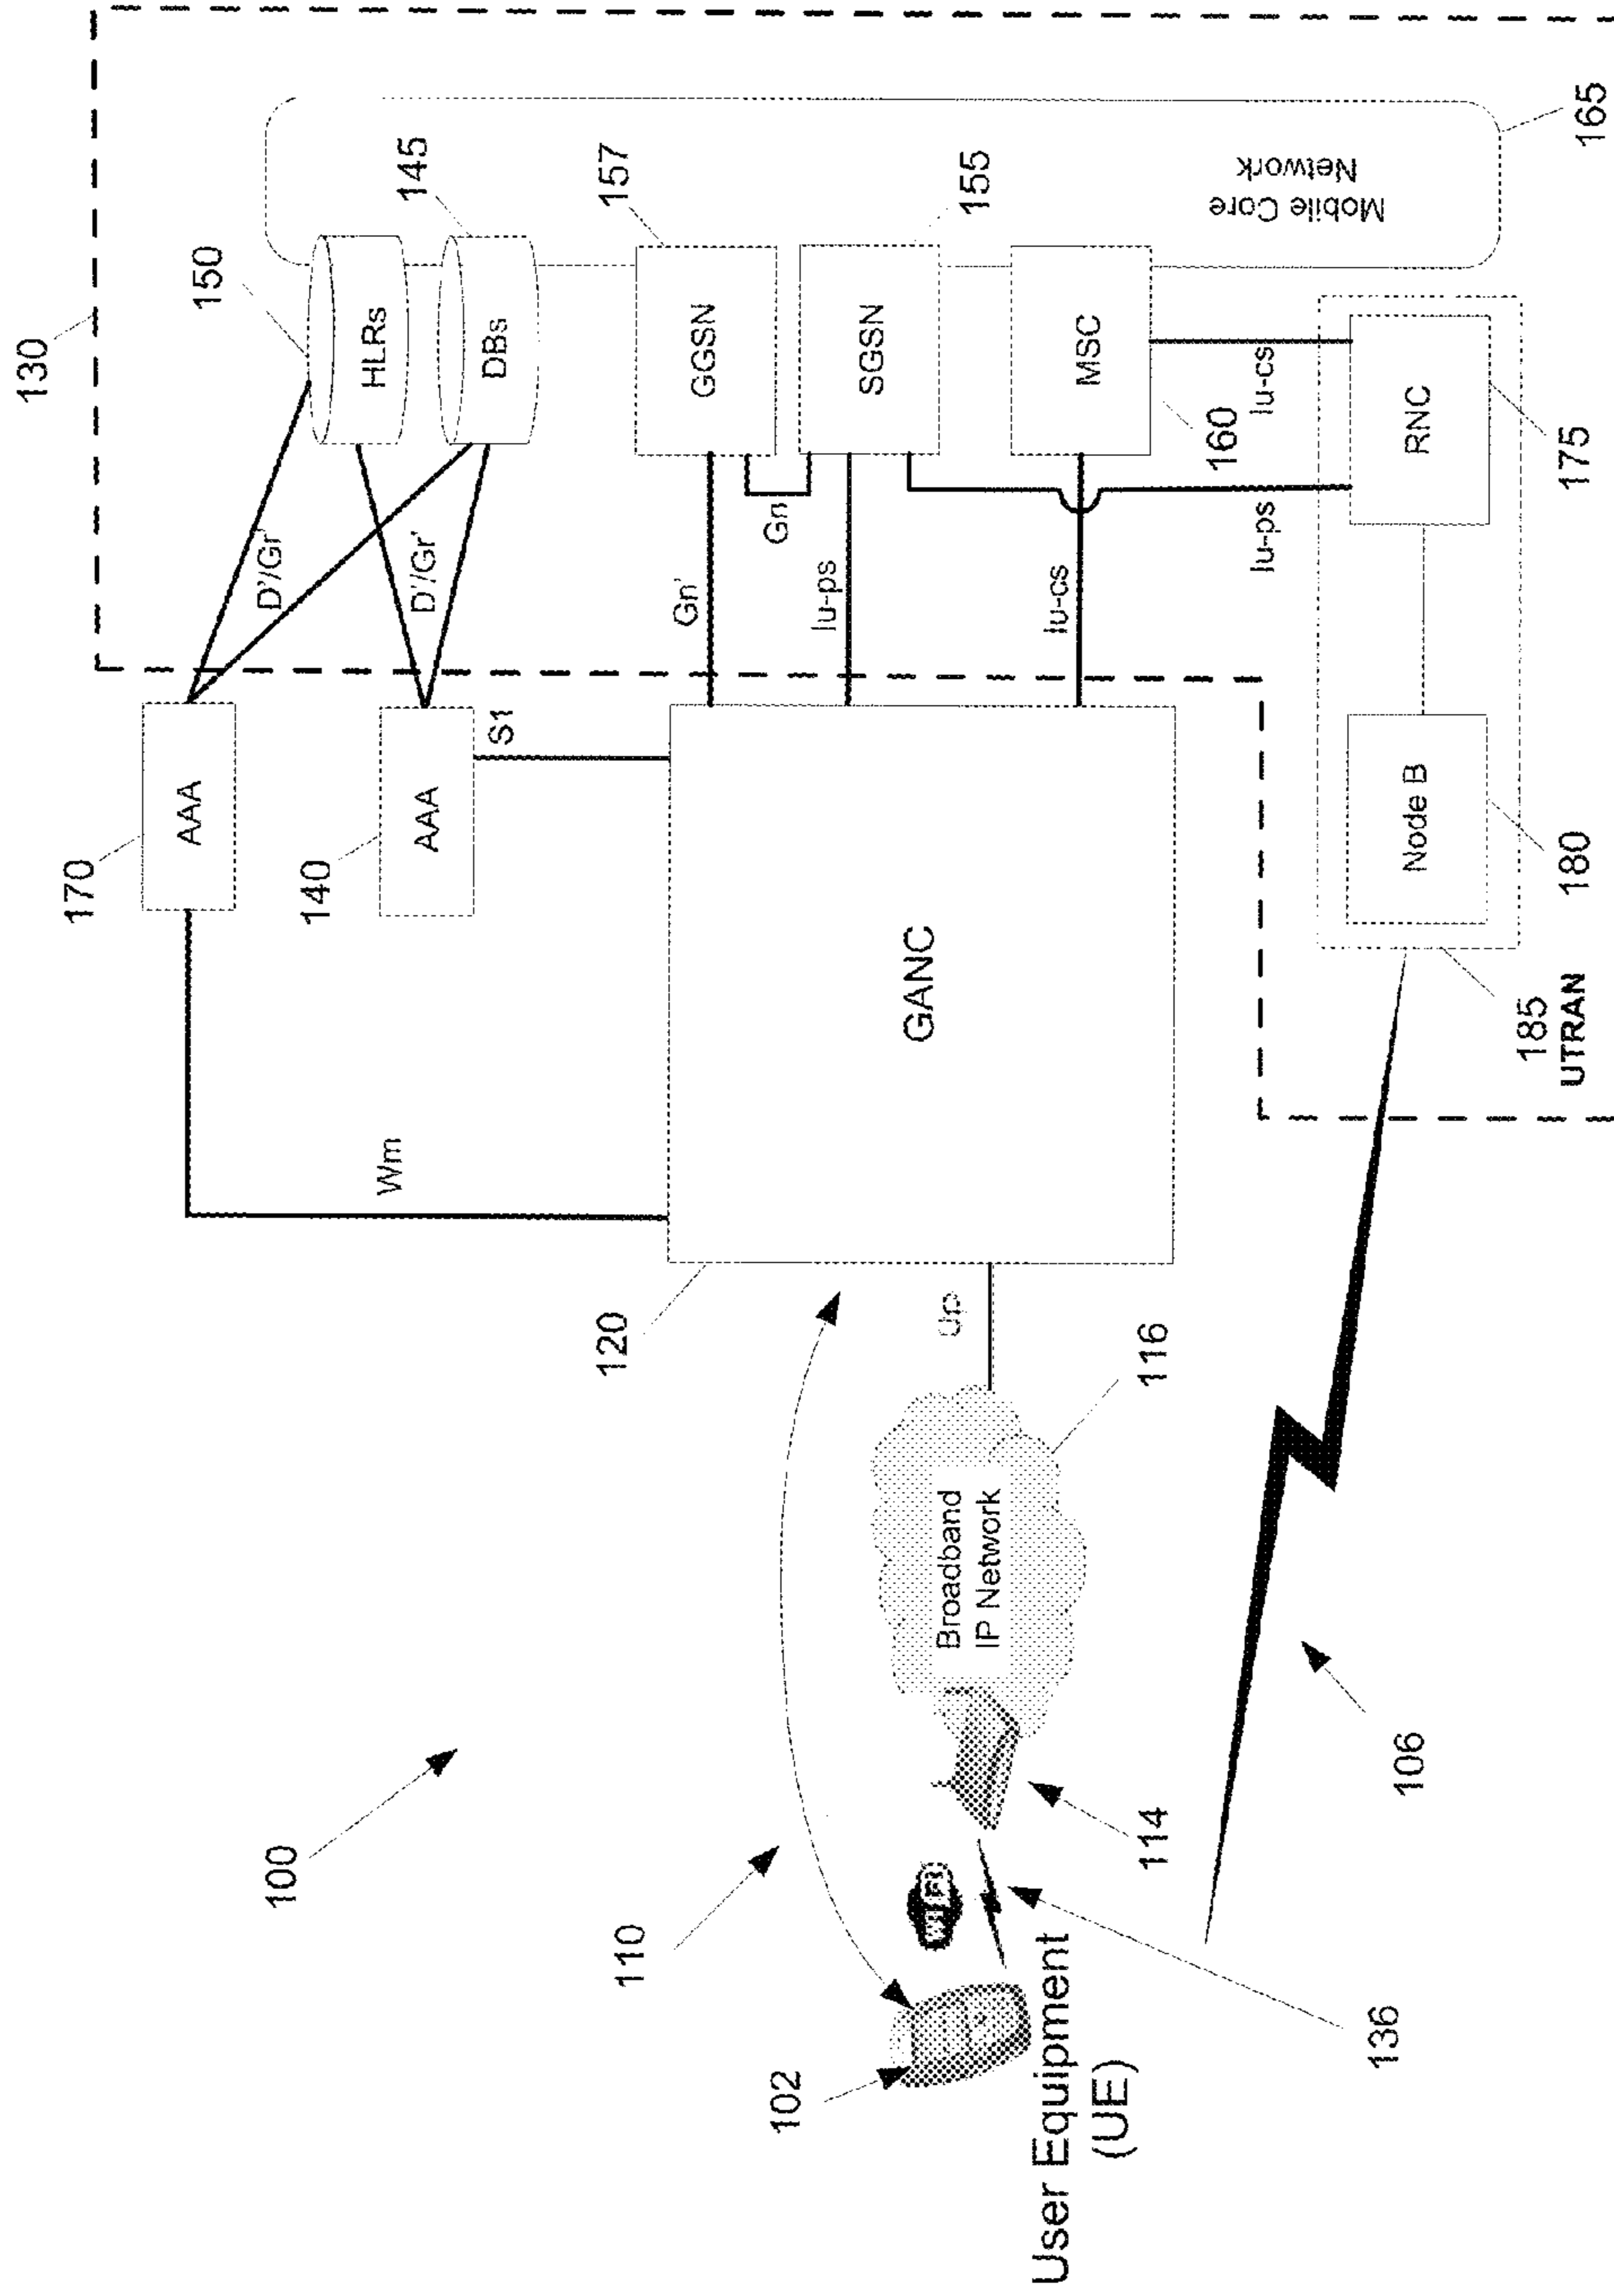 130
150
HLRs
145
DBs
157
GGSN
155
SGSN
MSC
160
Mobile Core
Network
165
170
AAA
140
AAA
D'/Gr'
D'/Gr'
S1
Wm
Gn'
Gn
Iu-ps
Iu-cs
Iu-cs
Iu-ps
RNC
175
Node B
180
185
UTRAN
GANC
120
Up
116
Broadband
IP Network
100
110
WiFi
114
106
102
136
User Equipment
(UE)